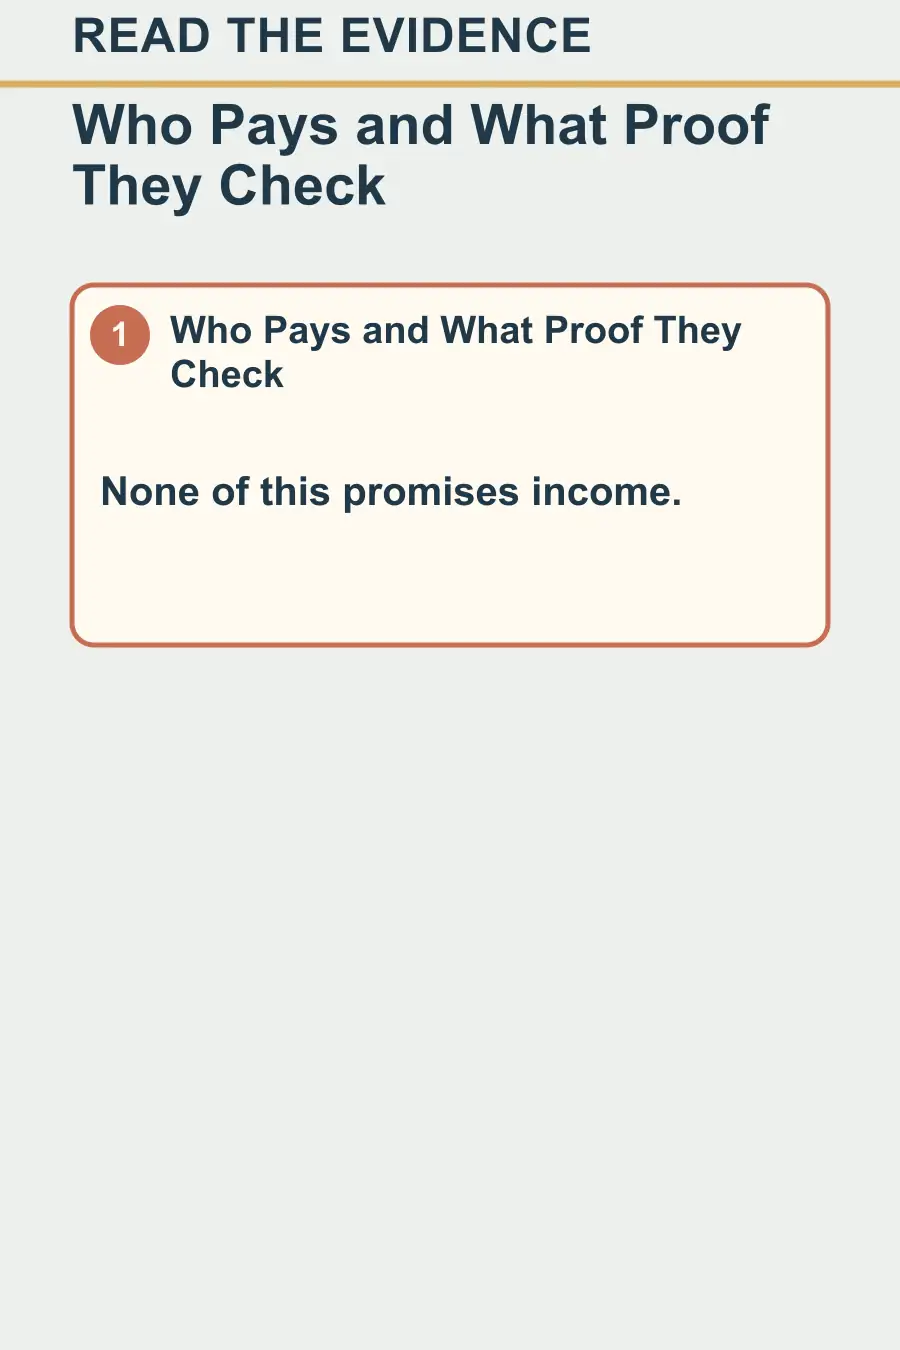 READ THE EVIDENCE
Who Pays and What Proof
They Check
1
Who Pays and What Proof They
Check
None of this promises income.